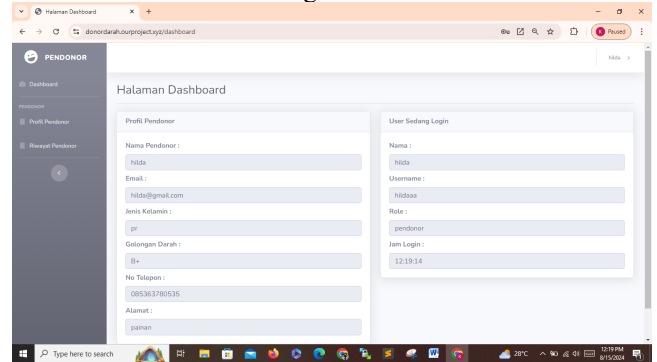 Halaman Dashboard
donordarah.ourproject.xyz/dashboard
Paused
PENDONOR
hilda
Dashboard
PENDONOR
Profil Pendonor
Riwayat Pendonor
Halaman Dashboard
Profil Pendonor
Nama Pendonor :
hilda
Email :
hilda@gmail.com
Jenis Kelamin :
pr
Golongan Darah :
B+
No Telepon :
085363780535
Alamat :
painan
User Sedang Login
Nama :
hilda
Username :
hildaaa
Role :
pendonor
Jam Login :
12:19:14
Type here to search
28°C
12:19 PM
8/15/2024